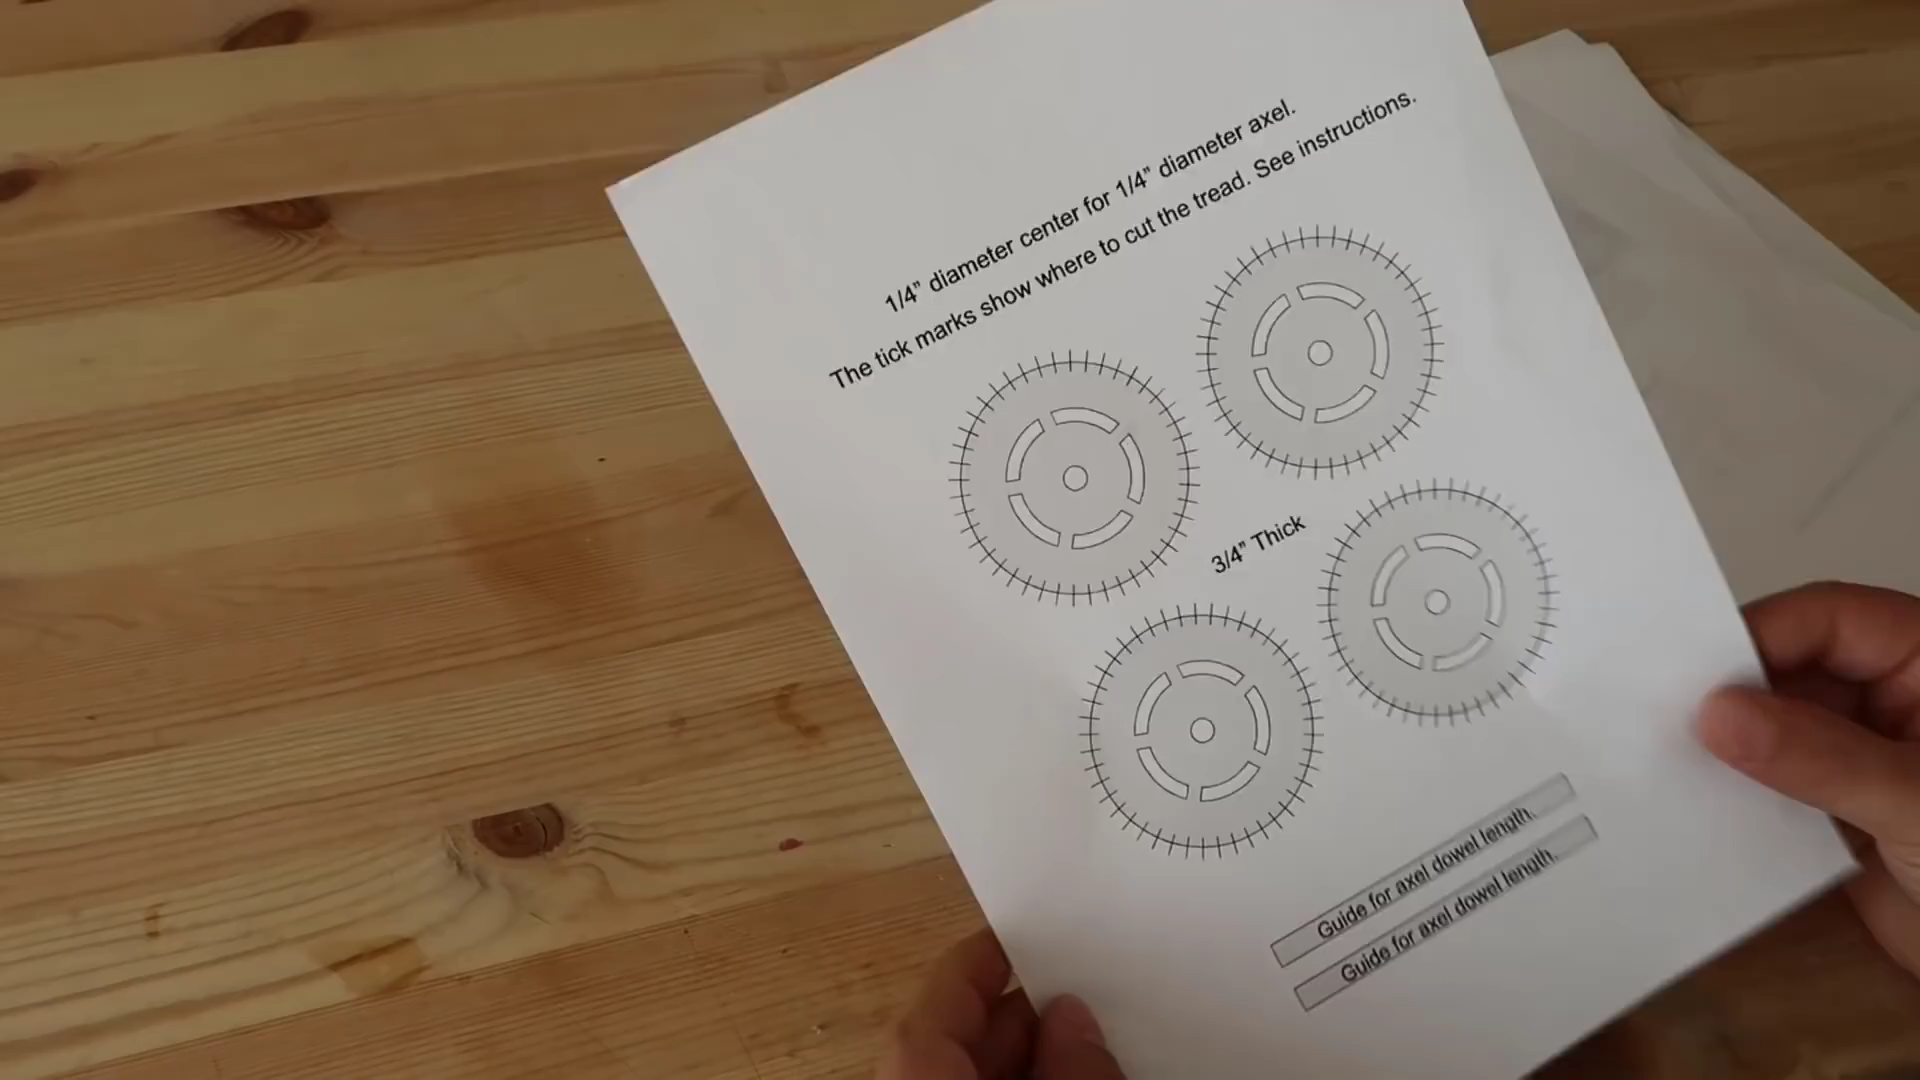 1/4” diameter center for 1/4” diameter axel.
The tick marks show where to cut the tread. See instructions.
3/4” Thick
Guide for axel dowel length.
Guide for axel dowel length.